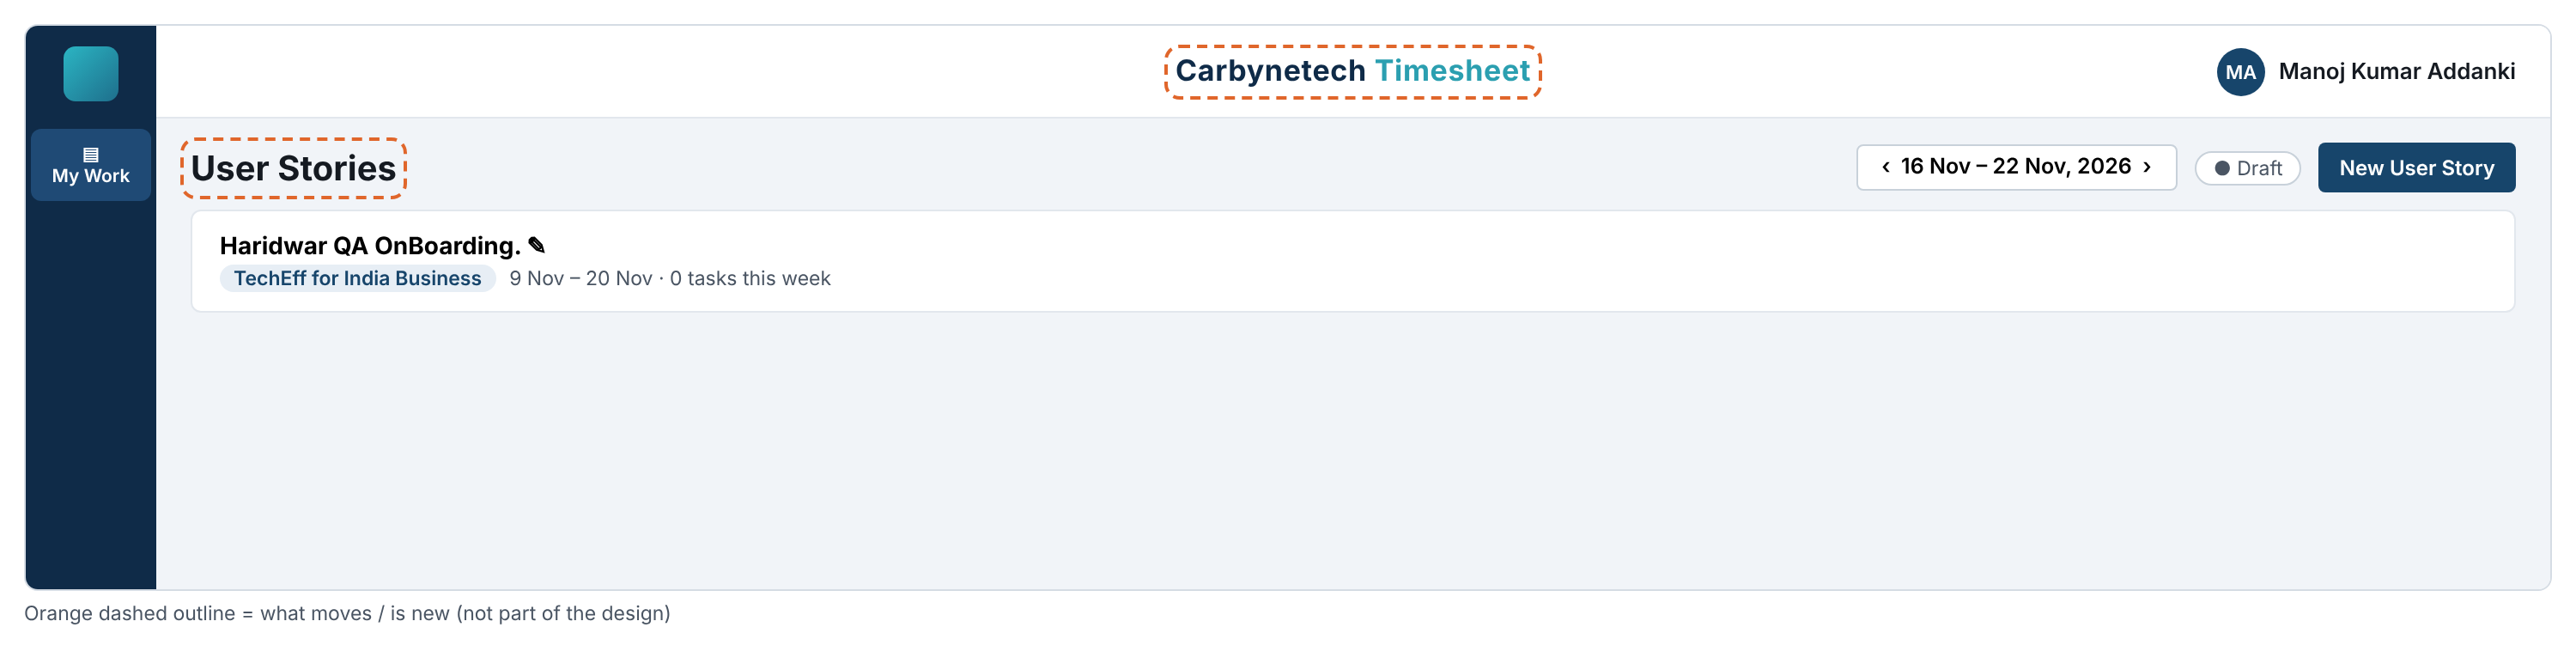 Carbynetech Timesheet
MA Manoj Kumar Addanki
My Work
User Stories
‹ 16 Nov – 22 Nov, 2026 ›
Draft
New User Story
Haridwar QA OnBoarding. ✎
TechEff for India Business 9 Nov – 20 Nov · 0 tasks this week
Orange dashed outline = what moves / is new (not part of the design)